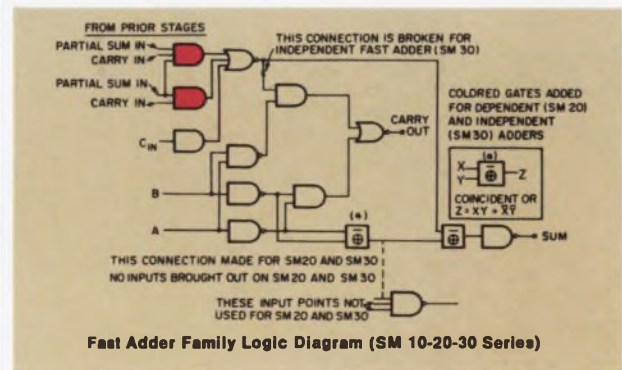 FROM PRIOR STAGES
PARTIAL SUM IN
CARRY IN
PARTIAL SUM IN
CARRY IN
C IN
B
A
THIS CONNECTION IS BROKEN FOR
INDEPENDENT FAST ADDER (SM 30)
CARRY
OUT
COLORED GATES ADDED
FOR DEPENDENT (SM 20)
AND INDEPENDENT
(SM30) ADDERS
(*)
X
Y
⊕
Z
COINCIDENT OR
Z = XY + X̅Y̅
(*)
⊕
⊕
SUM
THIS CONNECTION MADE FOR SM20 AND SM30
NO INPUTS BROUGHT OUT ON SM20 AND SM 30
THESE INPUT POINTS NOT
USED FOR SM20 AND SM30
Fast Adder Family Logic Diagram (SM 10-20-30 Series)